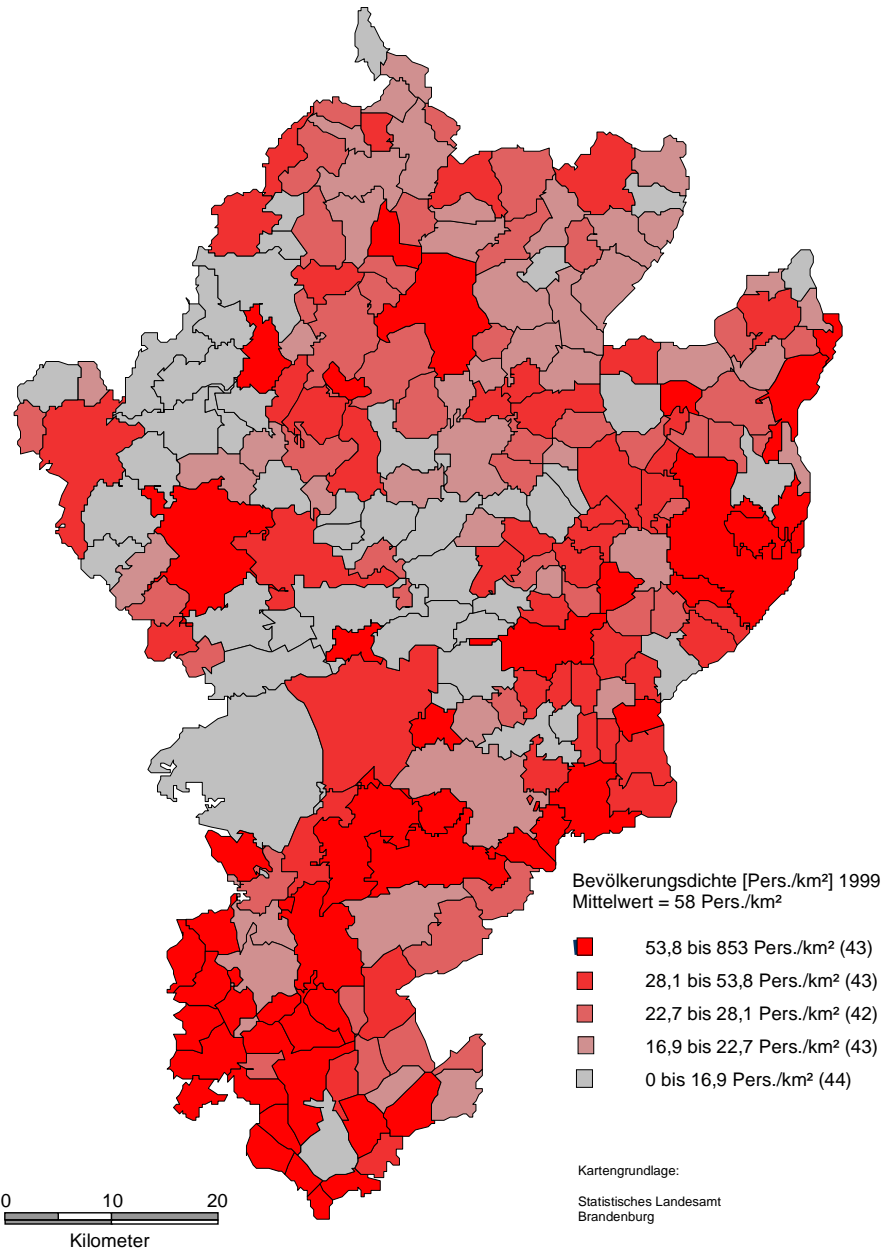 Bevölkerungsdichte [Pers./km²] 1999
Mittelwert = 58 Pers./km²
53,8 bis 853 Pers./km² (43)
28,1 bis 53,8 Pers./km² (43)
22,7 bis 28,1 Pers./km² (42)
16,9 bis 22,7 Pers./km² (43)
0 bis 16,9 Pers./km² (44)
Kartengrundlage:
Statistisches Landesamt
Brandenburg
0 10 20
Kilometer